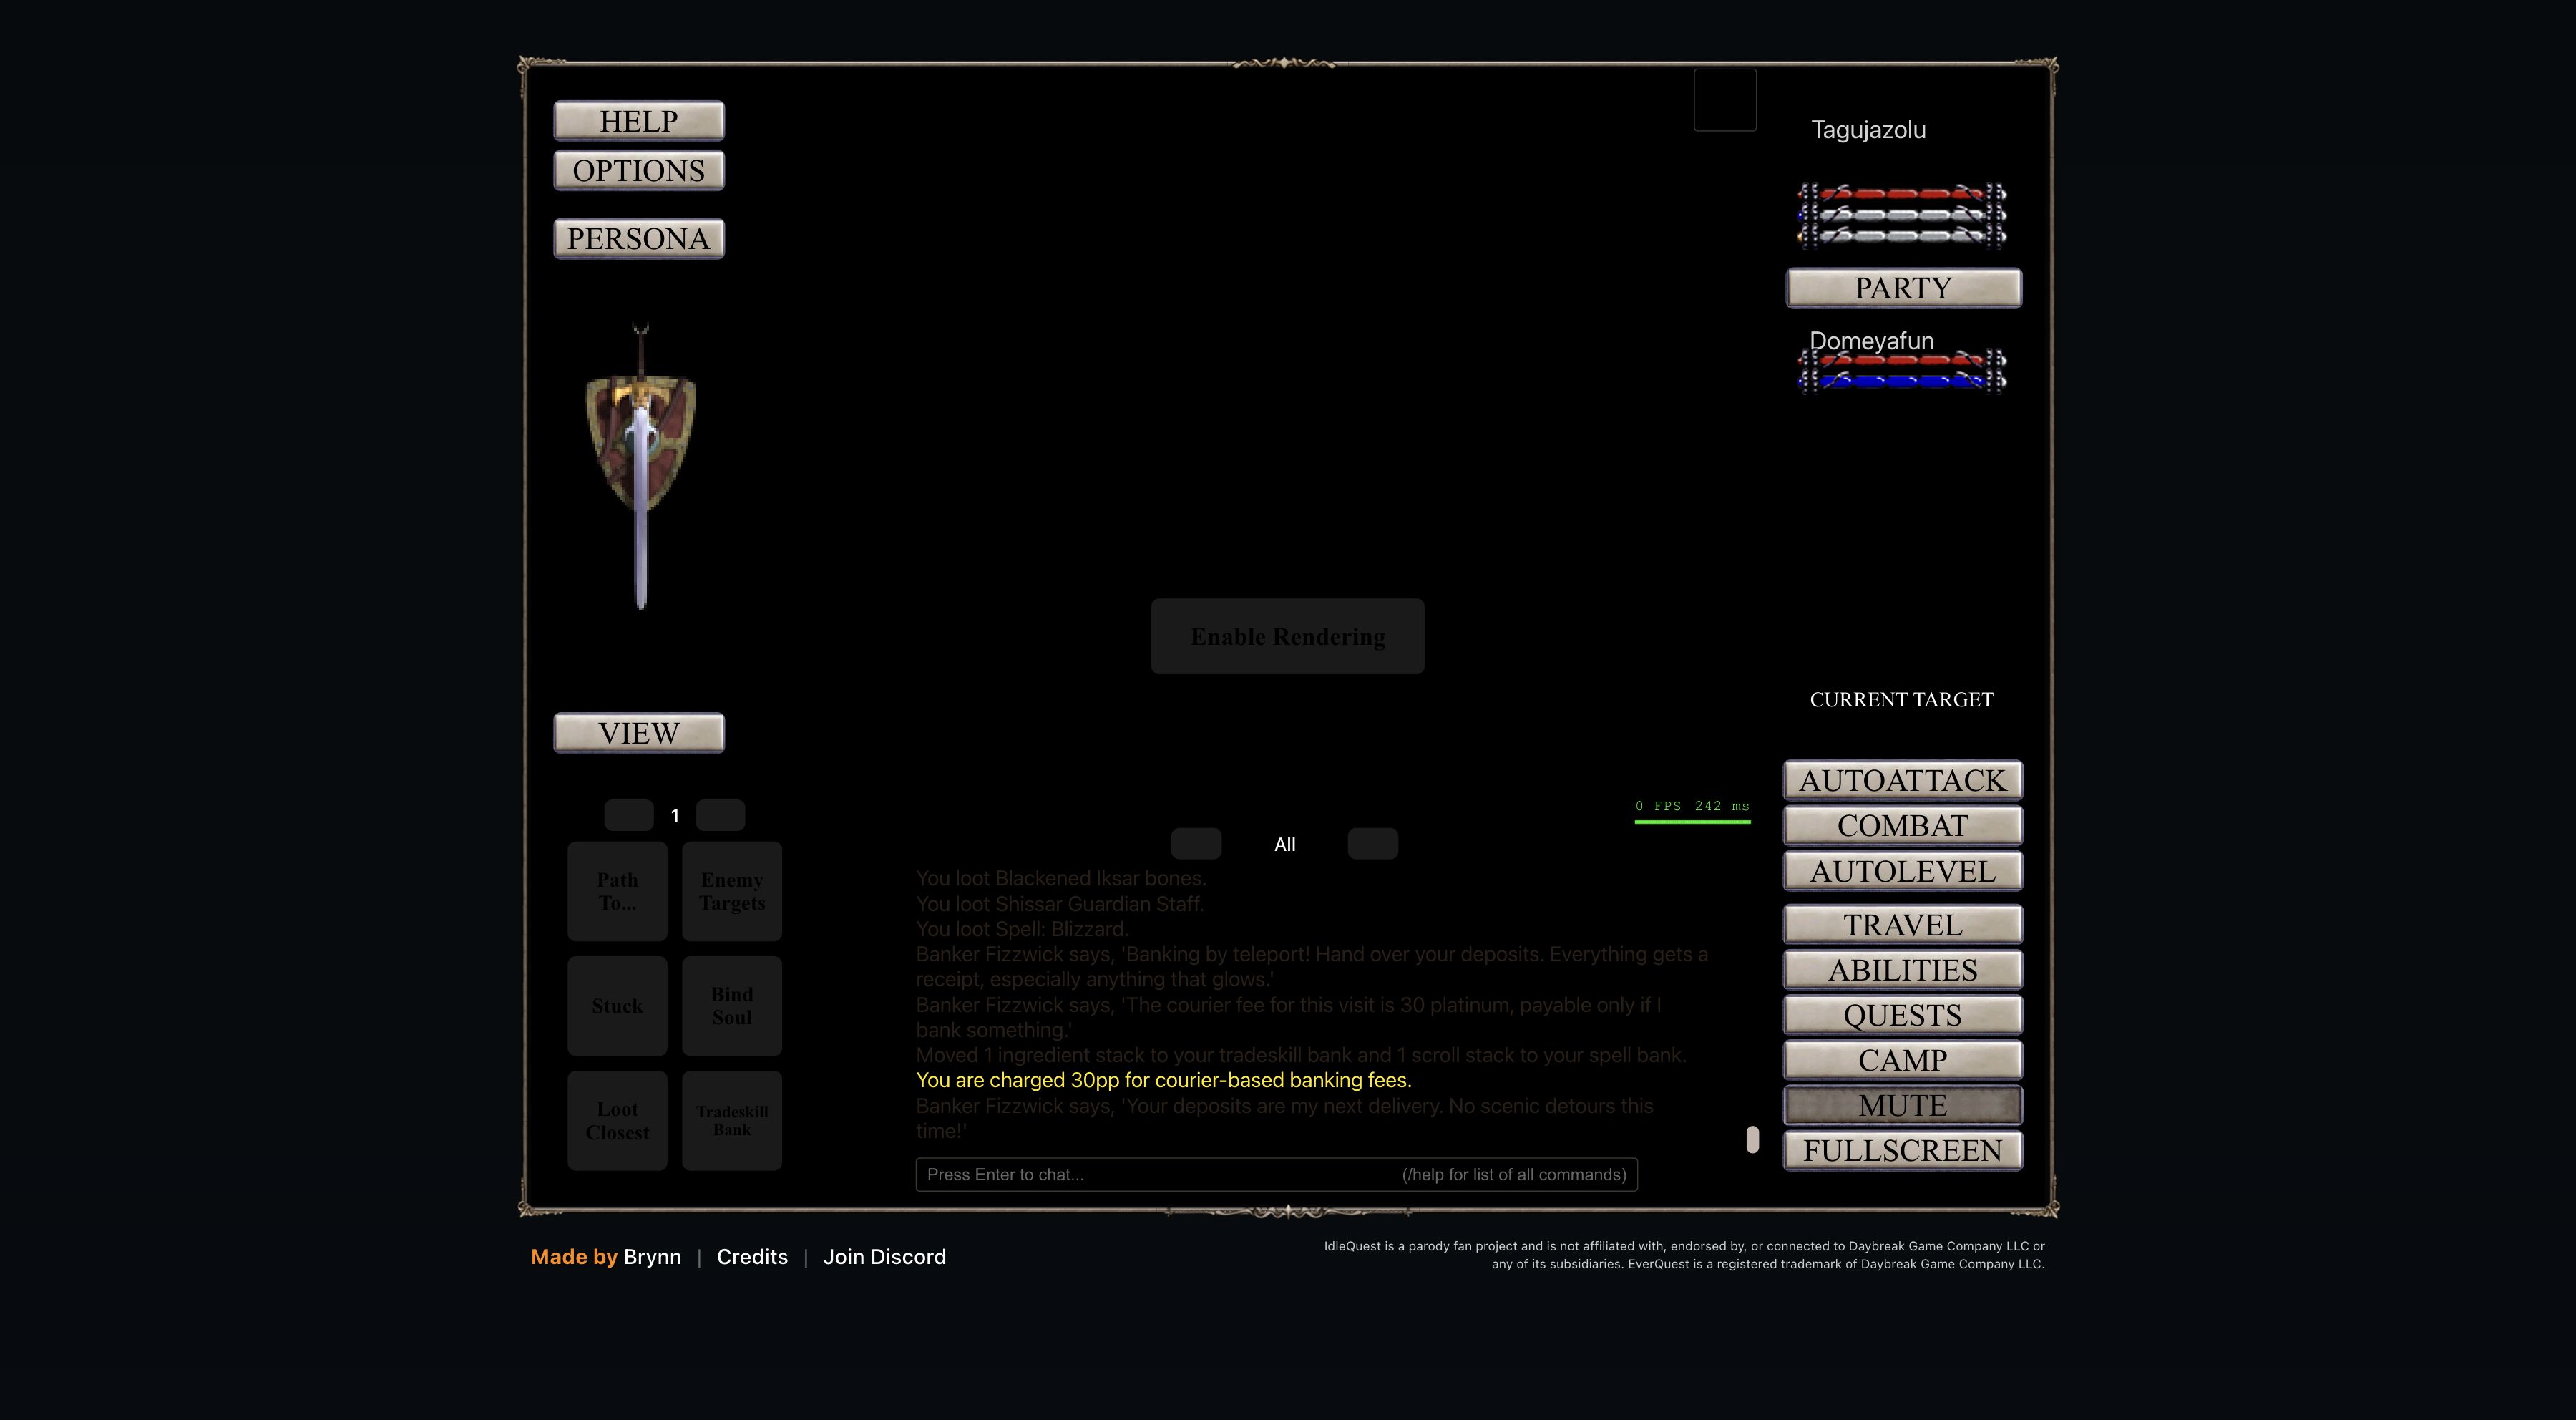 HELP
OPTIONS
PERSONA
VIEW
1
Path
To...
Enemy
Targets
Stuck
Bind
Soul
Loot
Closest
Tradeskill
Bank
Enable Rendering
0 FPS 242 ms
All
You loot Blackened Iksar bones.
You loot Shissar Guardian Staff.
You loot Spell: Blizzard.
Banker Fizzwick says, 'Banking by teleport! Hand over your deposits. Everything gets a
receipt, especially anything that glows.'
Banker Fizzwick says, 'The courier fee for this visit is 30 platinum, payable only if I
bank something.'
Moved 1 ingredient stack to your tradeskill bank and 1 scroll stack to your spell bank.
You are charged 30pp for courier-based banking fees.
Banker Fizzwick says, 'Your deposits are my next delivery. No scenic detours this
time!'
Press Enter to chat... (/help for list of all commands)
Tagujazolu
PARTY
Domeyafun
CURRENT TARGET
AUTOATTACK
COMBAT
AUTOLEVEL
TRAVEL
ABILITIES
QUESTS
CAMP
MUTE
FULLSCREEN
Made by Brynn | Credits | Join Discord
IdleQuest is a parody fan project and is not affiliated with, endorsed by, or connected to Daybreak Game Company LLC or
any of its subsidiaries. EverQuest is a registered trademark of Daybreak Game Company LLC.